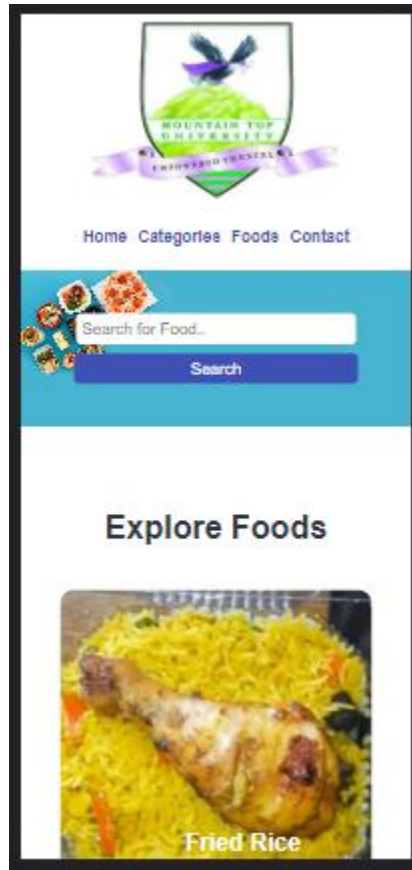 MOUNTAIN TOP
UNIVERSITY
Home Categories Foods Contact
Search for Food..
Search
Explore Foods
Fried Rice